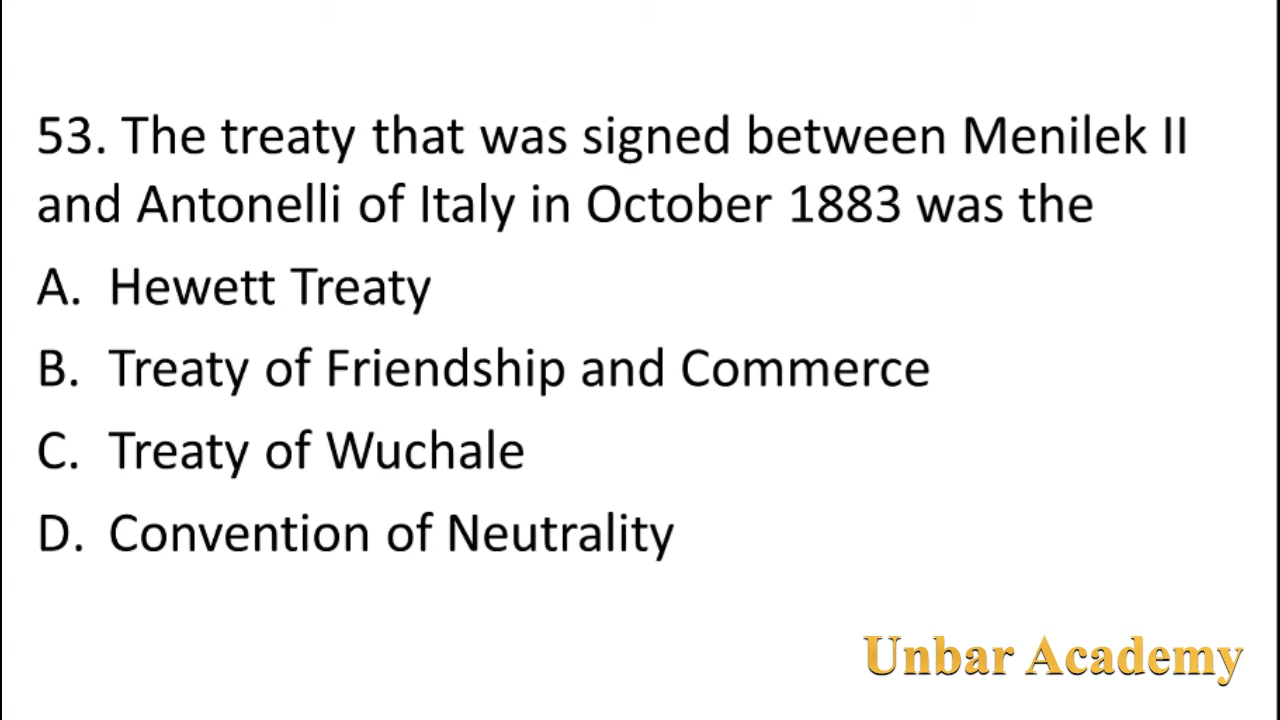 53. The treaty that was signed between Menilek II
and Antonelli of Italy in October 1883 was the
A. Hewett Treaty
B. Treaty of Friendship and Commerce
C. Treaty of Wuchale
D. Convention of Neutrality
Unbar Academy